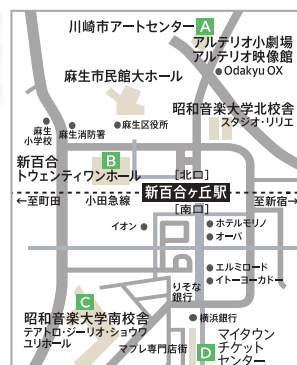 川崎市アートセンター A
アルテリオ小劇場
アルテリオ映像館
Odakyu OX
麻生市民館大ホール
昭和音楽大学北校舎
スタジオ・リリエ
麻生
小学校
麻生消防署
麻生区役所
新百合
トウェンティワンホール
B
[北口]
新百合ヶ丘駅
[南口]
←至町田
小田急線
至新宿→
イオン
ホテルモリノ
オーパ
エルミロード
イトーヨーカドー
りそな
銀行
C
昭和音楽大学南校舎
テアトロ・ジーリオ・ショウワ
ユリホール
横浜銀行
マプレ専門店街
D
マイタウン
チケット
センター